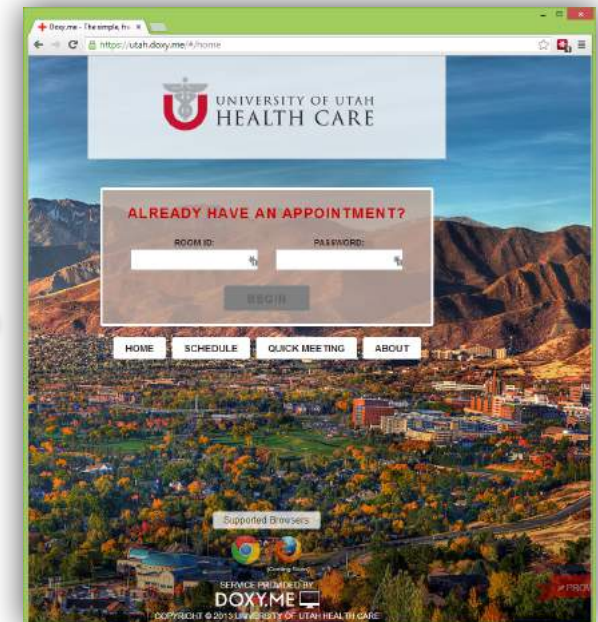 Doxy.me - The simple, fre
https://utah.doxy.me/#/home
UNIVERSITY OF UTAH
HEALTH CARE
ALREADY HAVE AN APPOINTMENT?
ROOM ID: PASSWORD:
BEGIN
HOME SCHEDULE QUICK MEETING ABOUT
Supported Browsers
(Coming Soon)
SERVICE PROVIDED BY
DOXY.ME
COPYRIGHT © 2013 UNIVERSITY OF UTAH HEALTH CARE